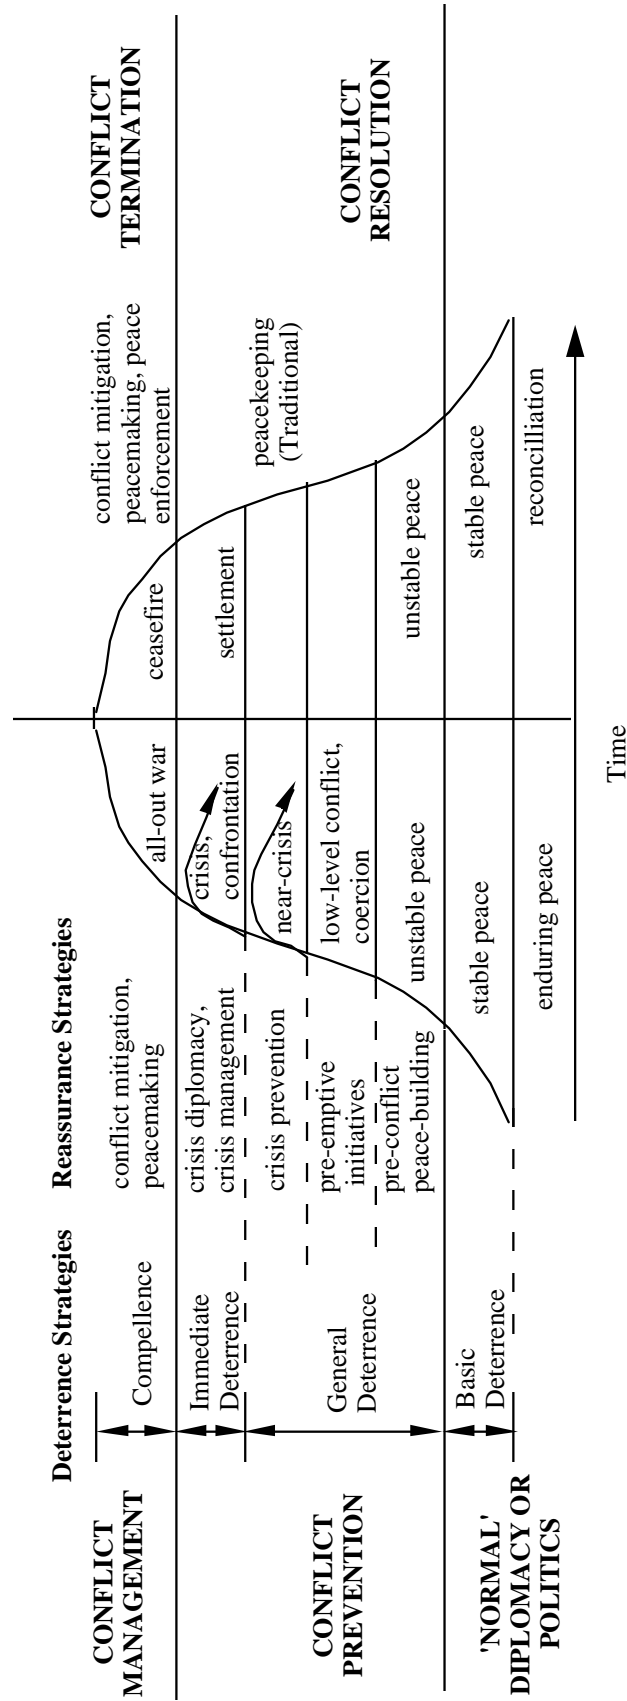 Deterrence Strategies
Reassurance Strategies
CONFLICT
MANAGEMENT
Compellence
conflict mitigation,
peacemaking
all-out war
ceasefire
conflict mitigation,
peacemaking, peace
enforcement
CONFLICT
TERMINATION
CONFLICT
PREVENTION
Immediate
Deterrence
crisis diplomacy,
crisis management
crisis,
confrontation
settlement
General
Deterrence
crisis prevention
near-crisis
peacekeeping
(Traditional)
CONFLICT
RESOLUTION
pre-emptive
initiatives
low-level conflict,
coercion
pre-conflict
peace-building
unstable peace
unstable peace
'NORMAL'
DIPLOMACY OR
POLITICS
Basic
Deterrence
stable peace
stable peace
enduring peace
reconcilliation
Time